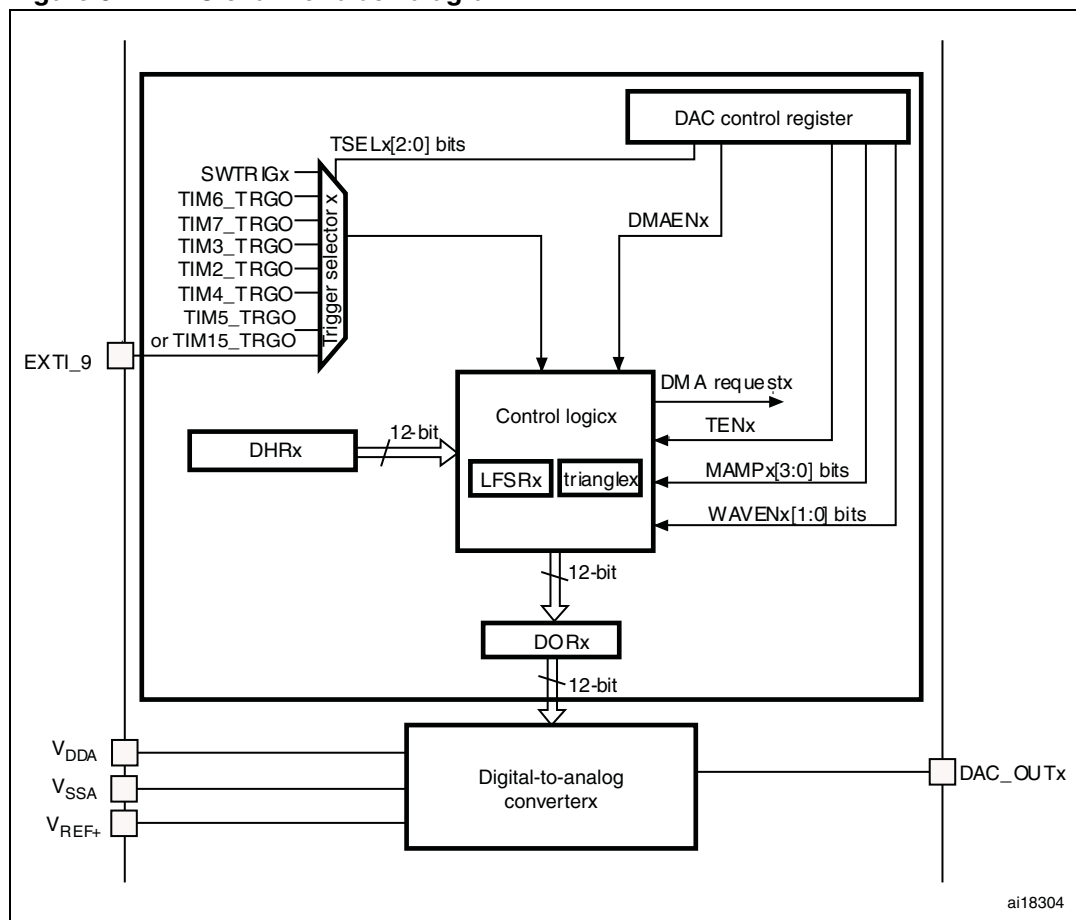 DAC control register
TSELx[2:0] bits
SWTRIGx
TIM6_TRGO
TIM7_TRGO
TIM3_TRGO
TIM2_TRGO
TIM4_TRGO
TIM5_TRGO
or TIM15_TRGO
Trigger selector x
DMAENx
EXTI_9
DMA requestx
Control logicx
TENx
DHRx
12-bit
LFSRx
trianglex
MAMPx[3:0] bits
WAVENx[1:0] bits
12-bit
DORx
12-bit
VDDA
VSSA
VREF+
Digital-to-analog
converterx
DAC_OUTx
ai18304